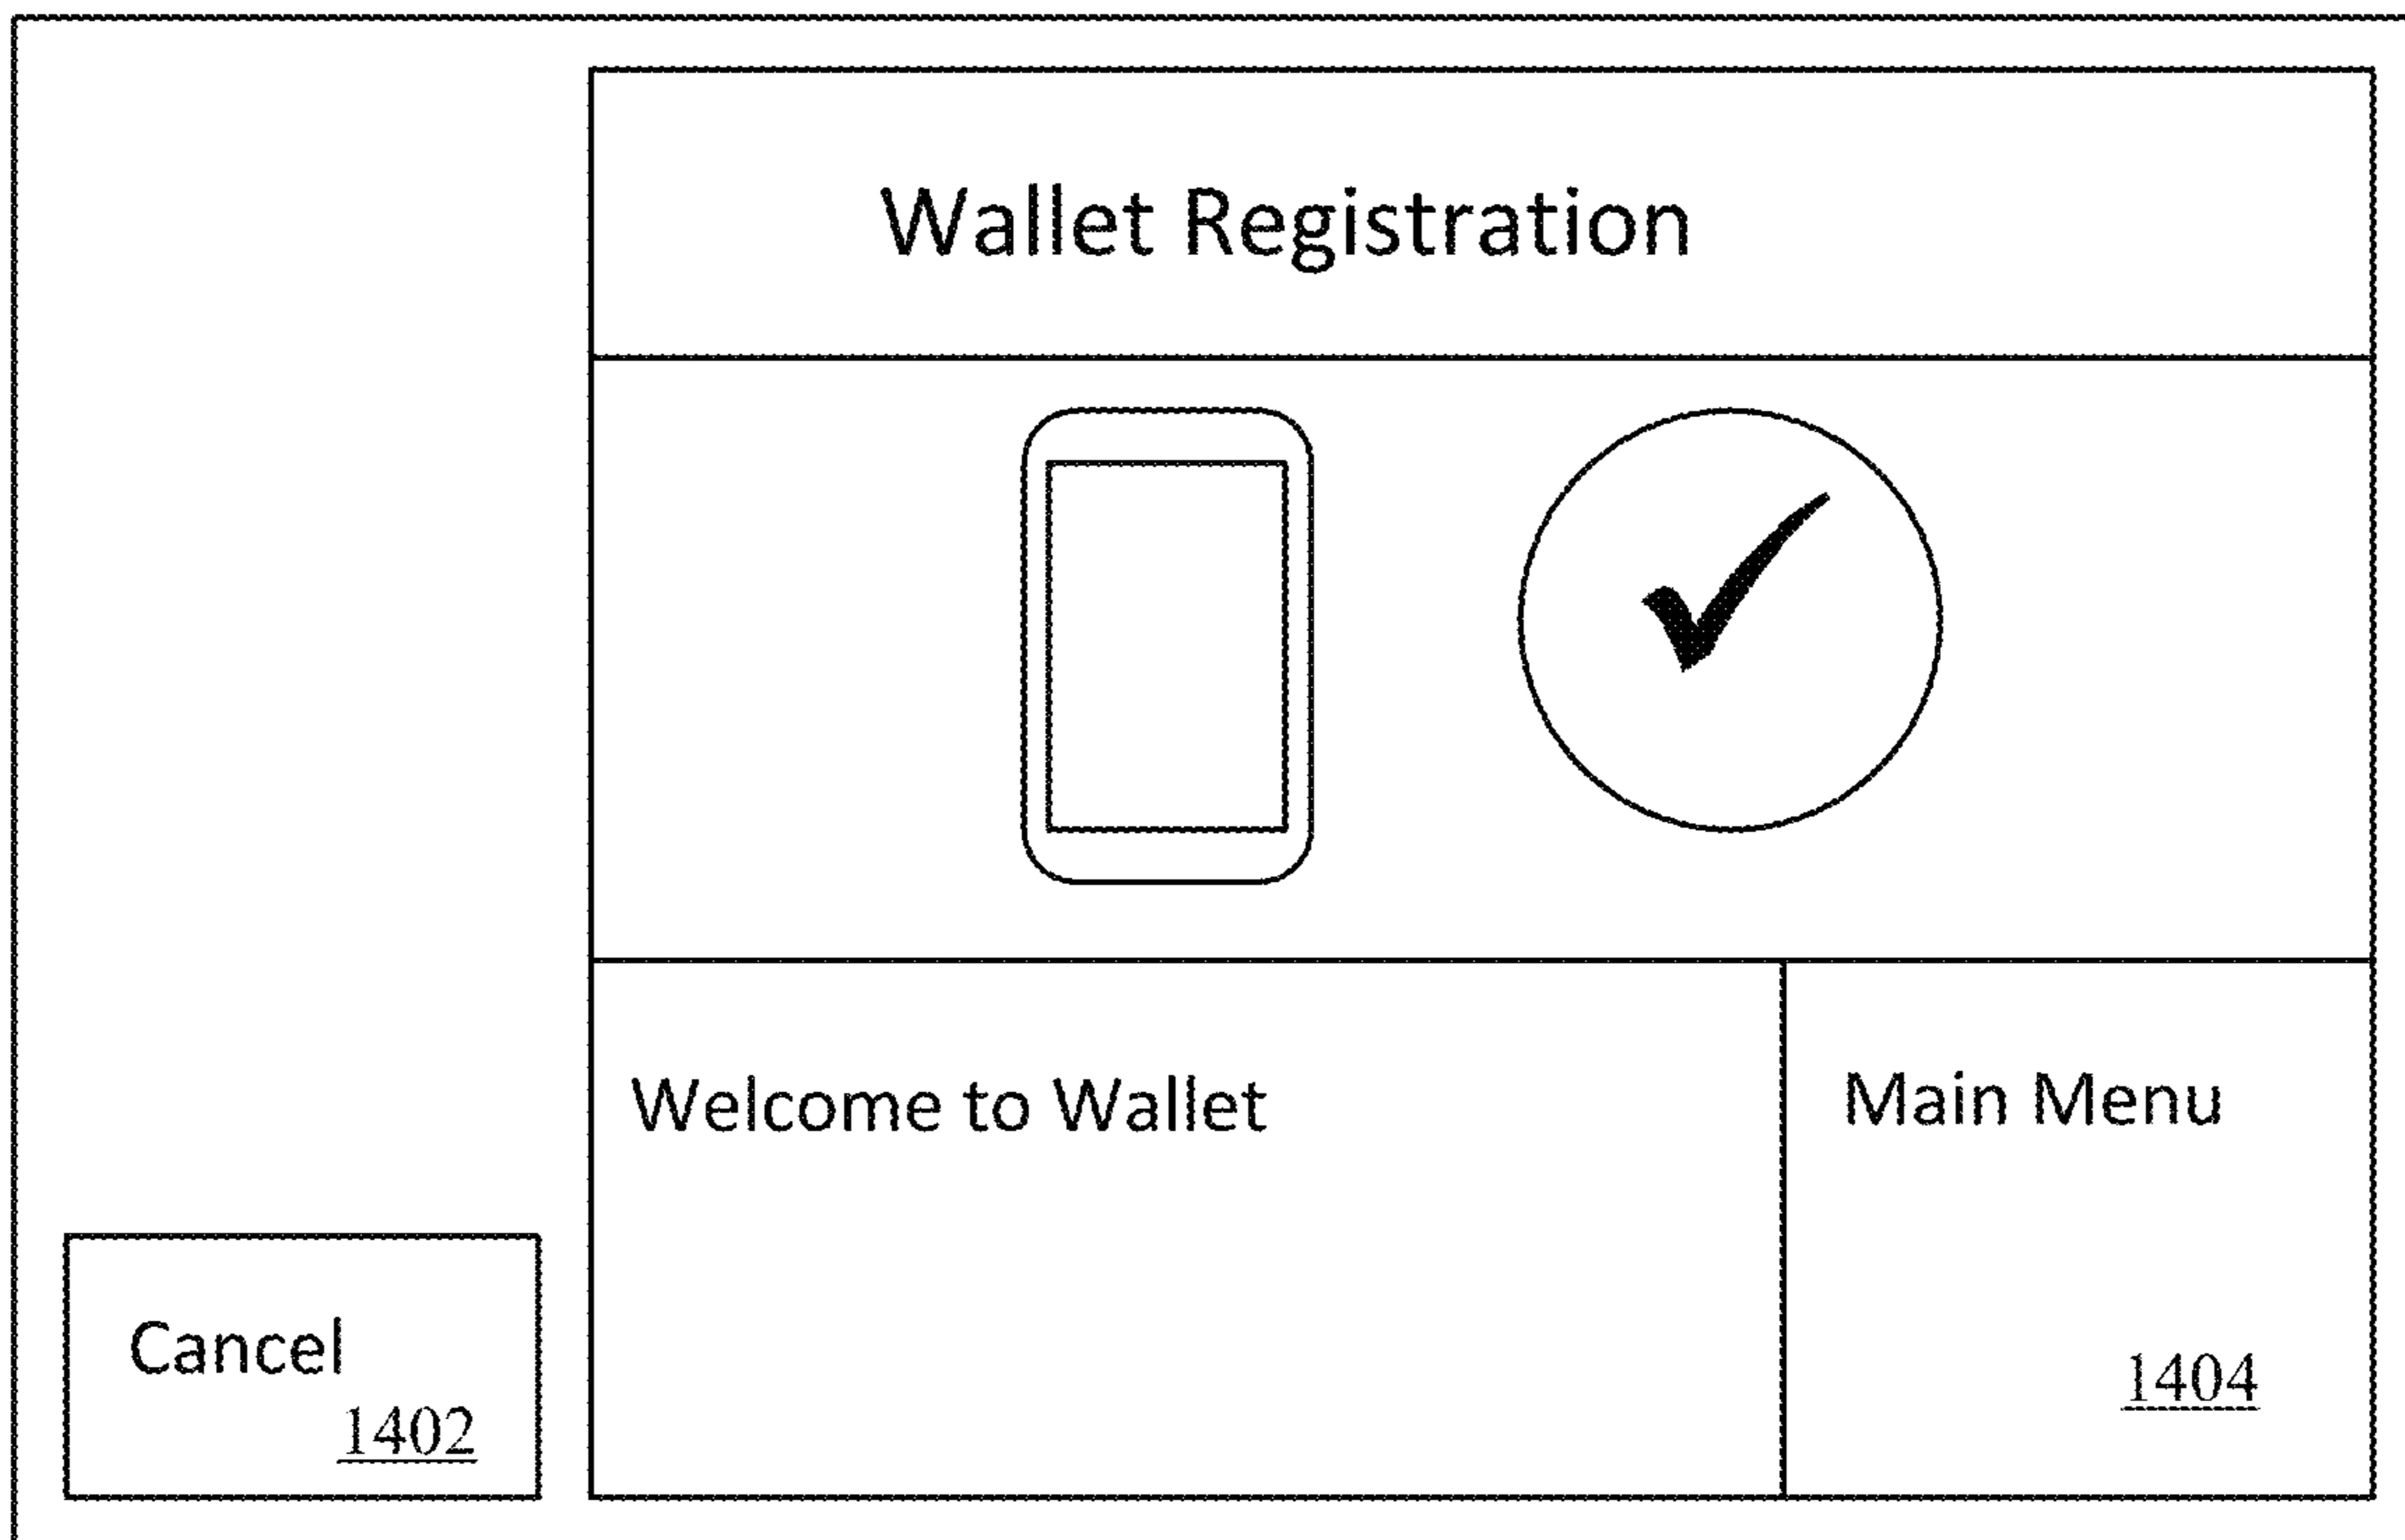 Wallet Registration
Welcome to Wallet
Main Menu
1404
Cancel
1402